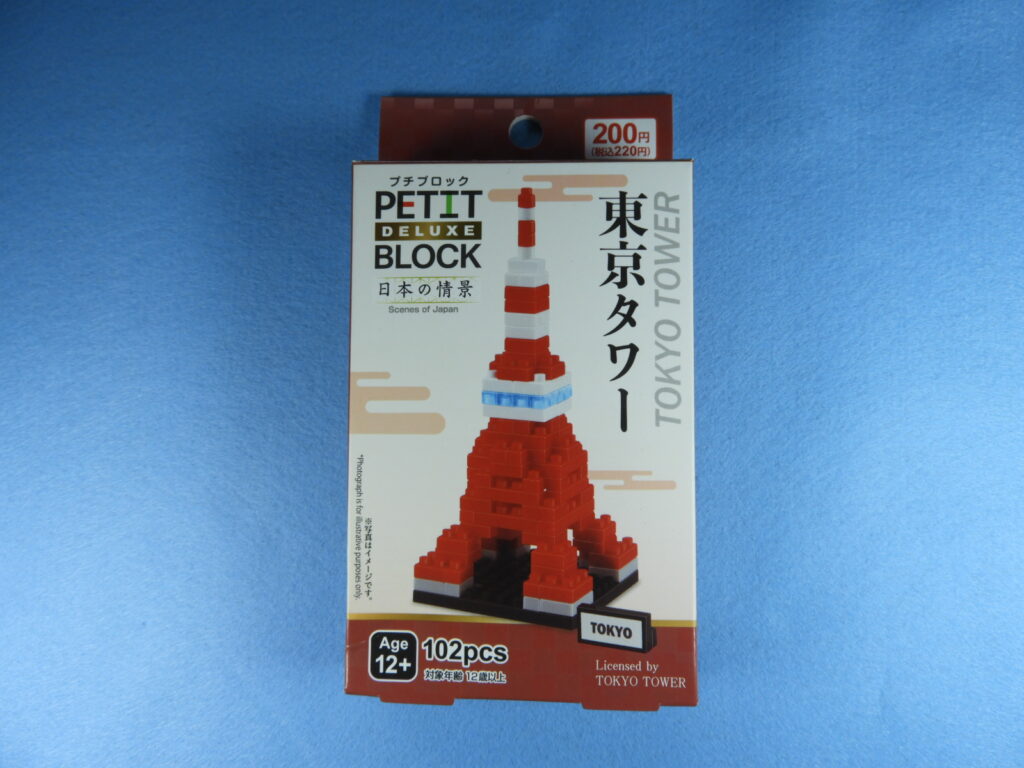 200円
(税込220円)
プチブロック
PETIT
DELUXE
BLOCK
日本の情景
Scenes of Japan
東京タワー
TOKYO TOWER
*Photograph is for illustrative purposes only.
※写真はイメージです。
TOKYO
Age
12+
102pcs
対象年齢 12歳以上
Licensed by
TOKYO TOWER